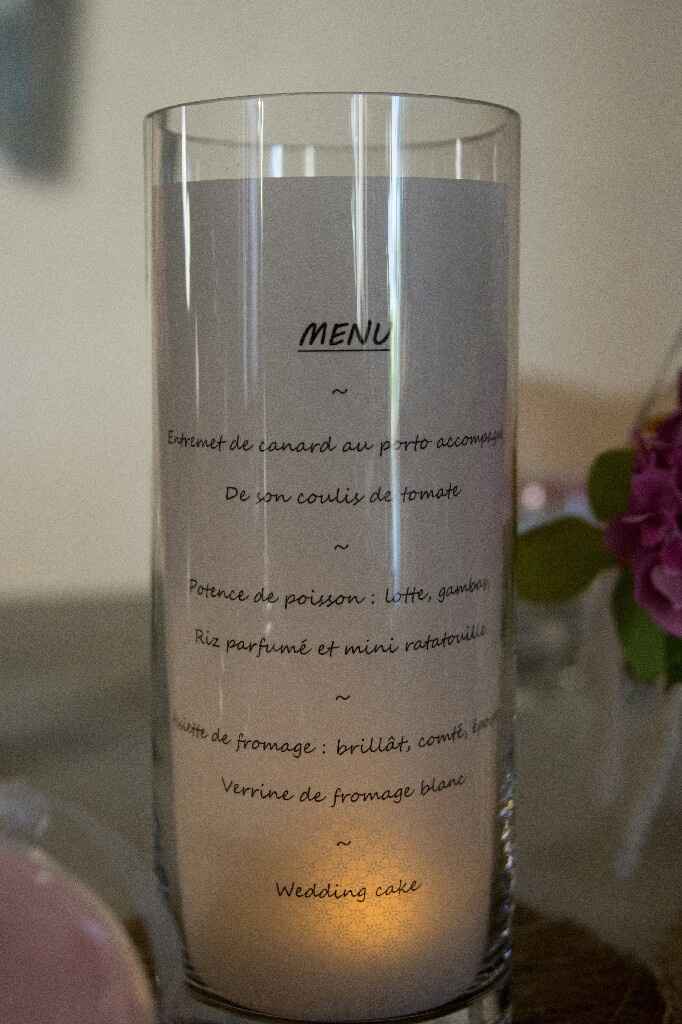 MENU
~
Entremet de canard au porto accompagné
De son coulis de tomate
~
Potence de poisson : lotte, gambas,
Riz parfumé et mini ratatouille
~
de fromage : brillât, comté,
Verrine de fromage blanc
~
Wedding cake